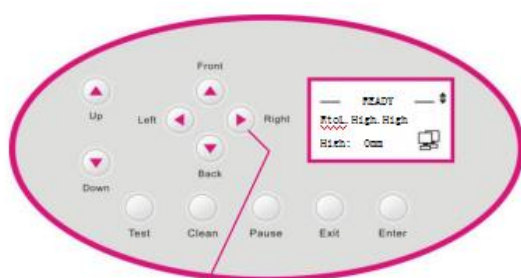 Front
Up
Left
Right
Back
Down
READY
RtoL.High.High
High: 0mm
Test
Clean
Pause
Exit
Enter